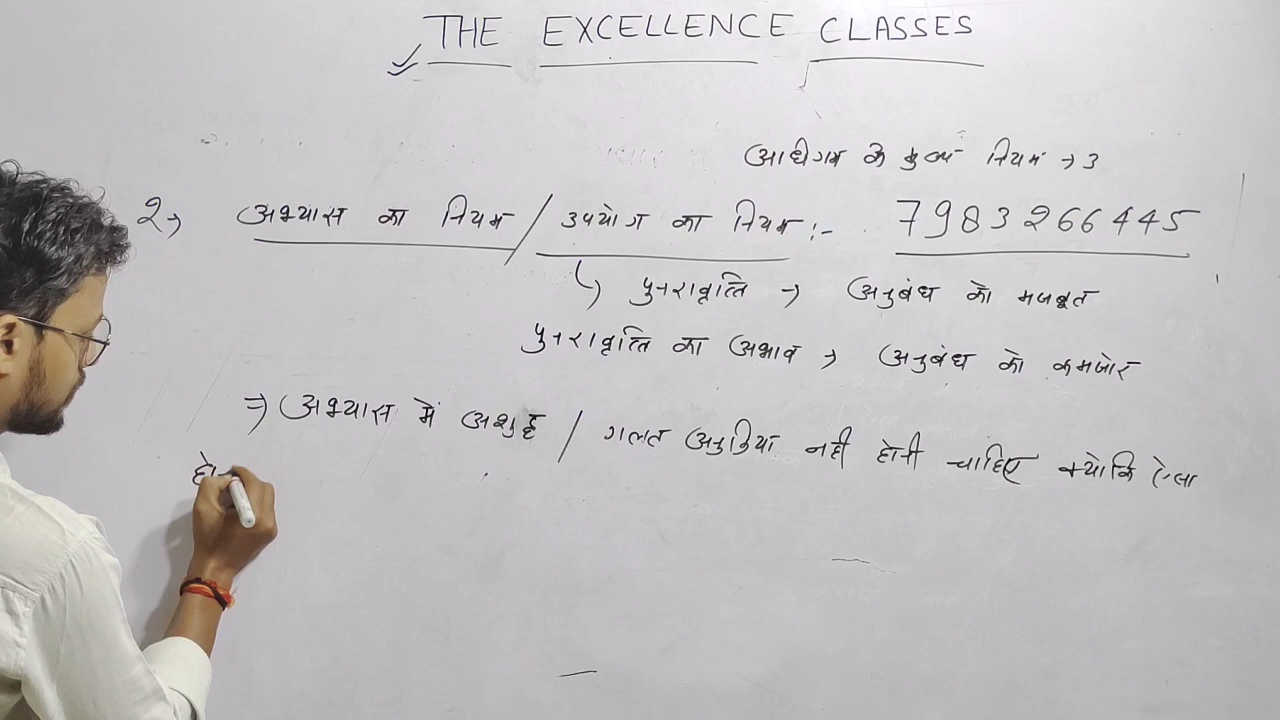 THE EXCELLENCE CLASSES
अधिगम के मुख्य नियम → 3
2→ अभ्यास का नियम / उपयोग का नियम :- 7983266445
↳ पुनरावृत्ति → अनुबंध को मजबूत
पुनरावृत्ति का अभाव → अनुबंध को कमजोर
⇒ अभ्यास में अशुद्ध / गलत अनुक्रिया नही होनी चाहिए क्योकि ऐसा